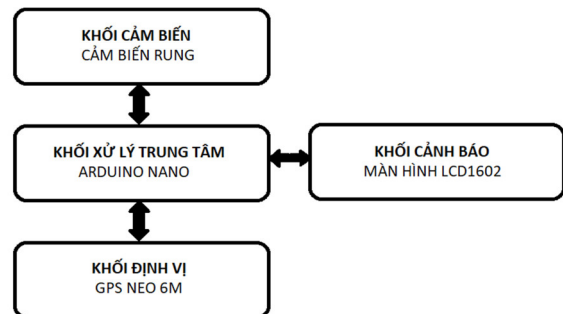 KHỐI CẢM BIẾN
CẢM BIẾN RUNG
KHỐI XỬ LÝ TRUNG TÂM
ARDUINO NANO
KHỐI CẢNH BÁO
MÀN HÌNH LCD1602
KHỐI ĐỊNH VỊ
GPS NEO 6M